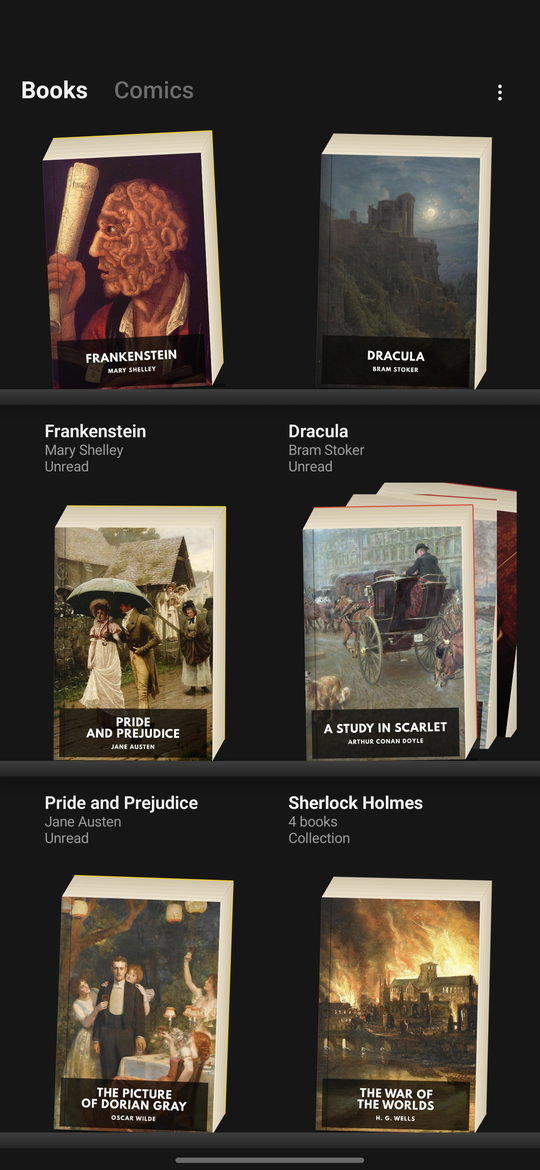 Books Comics
FRANKENSTEIN
MARY SHELLEY
DRACULA
BRAM STOKER
Frankenstein
Mary Shelley
Unread
Dracula
Bram Stoker
Unread
PRIDE
AND PREJUDICE
JANE AUSTEN
A STUDY IN SCARLET
ARTHUR CONAN DOYLE
Pride and Prejudice
Jane Austen
Unread
Sherlock Holmes
4 books
Collection
THE PICTURE
OF DORIAN GRAY
OSCAR WILDE
THE WAR OF
THE WORLDS
H. G. WELLS